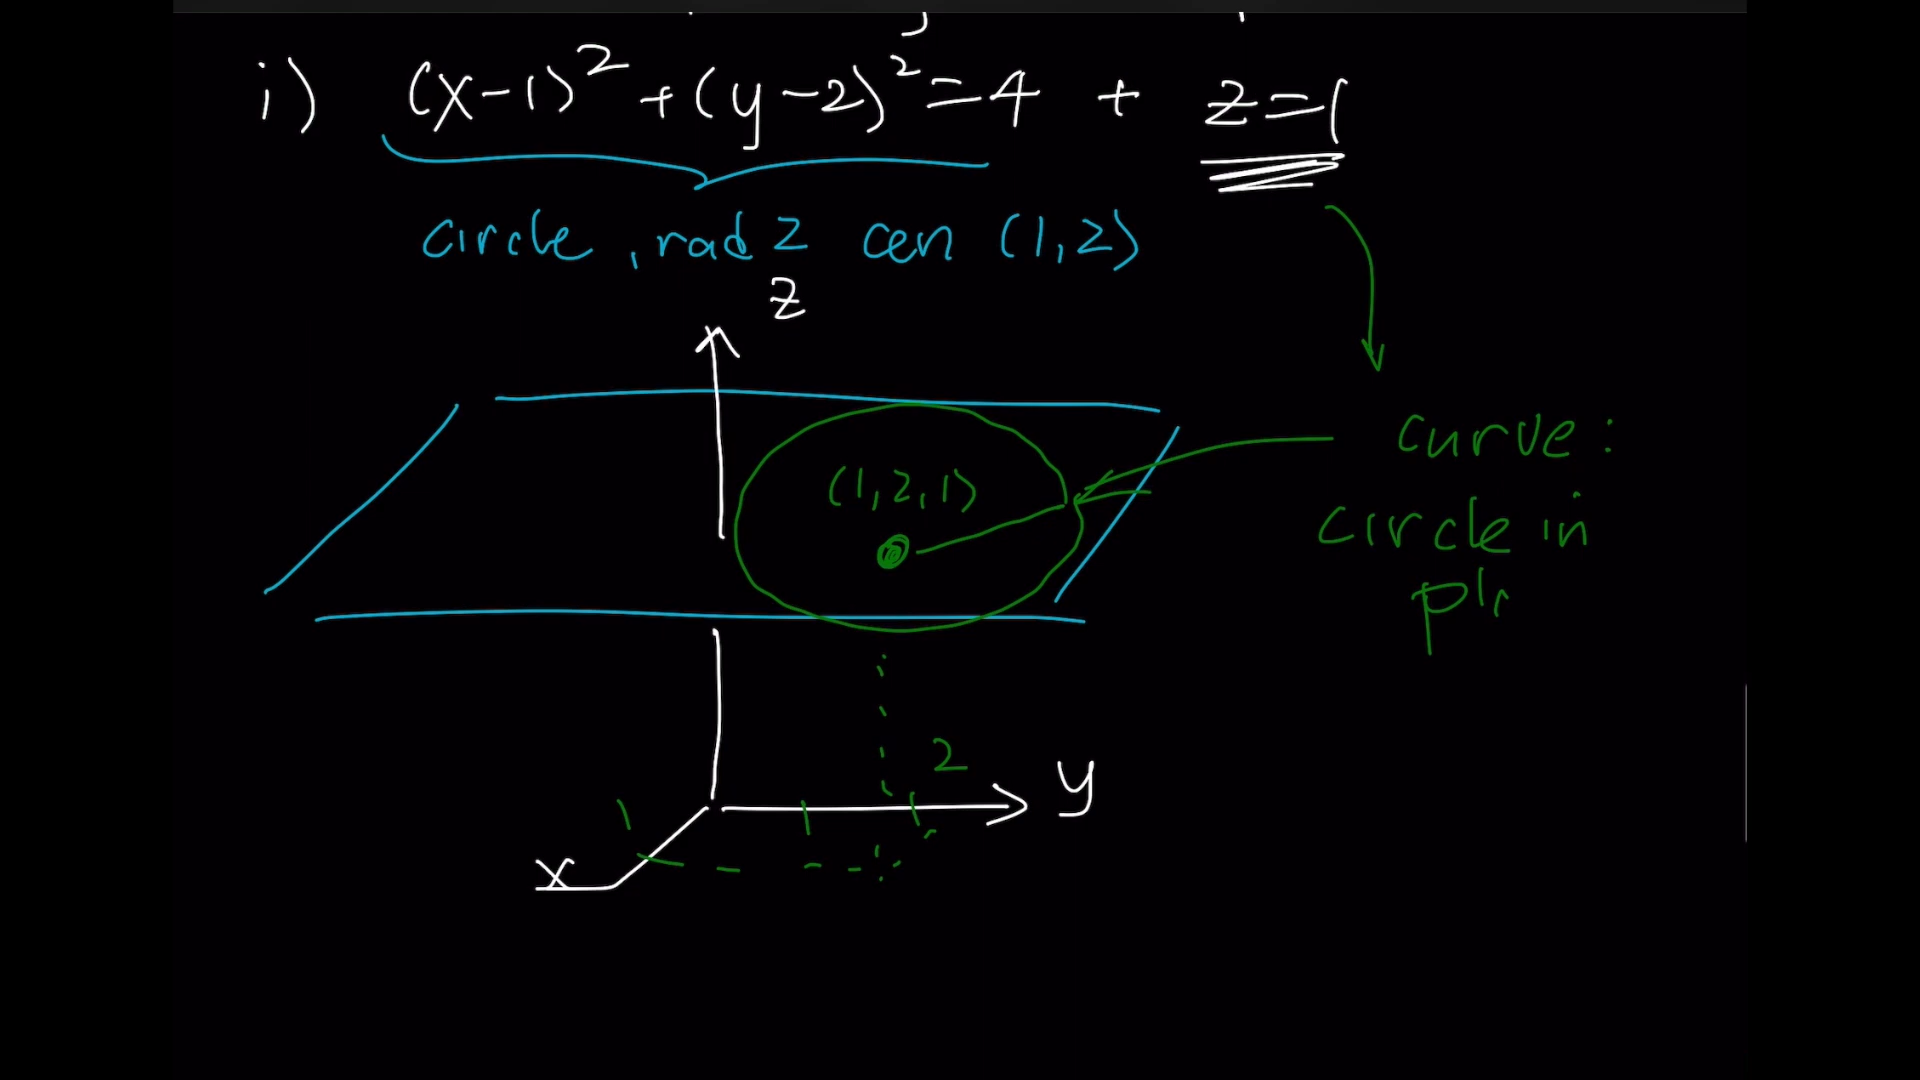 i) (x-1)² + (y-2)² = 4 + z=1
circle, rad 2 cen (1,2)
z
curve:
(1,2,1)
circle in
pl
2
y
1
x